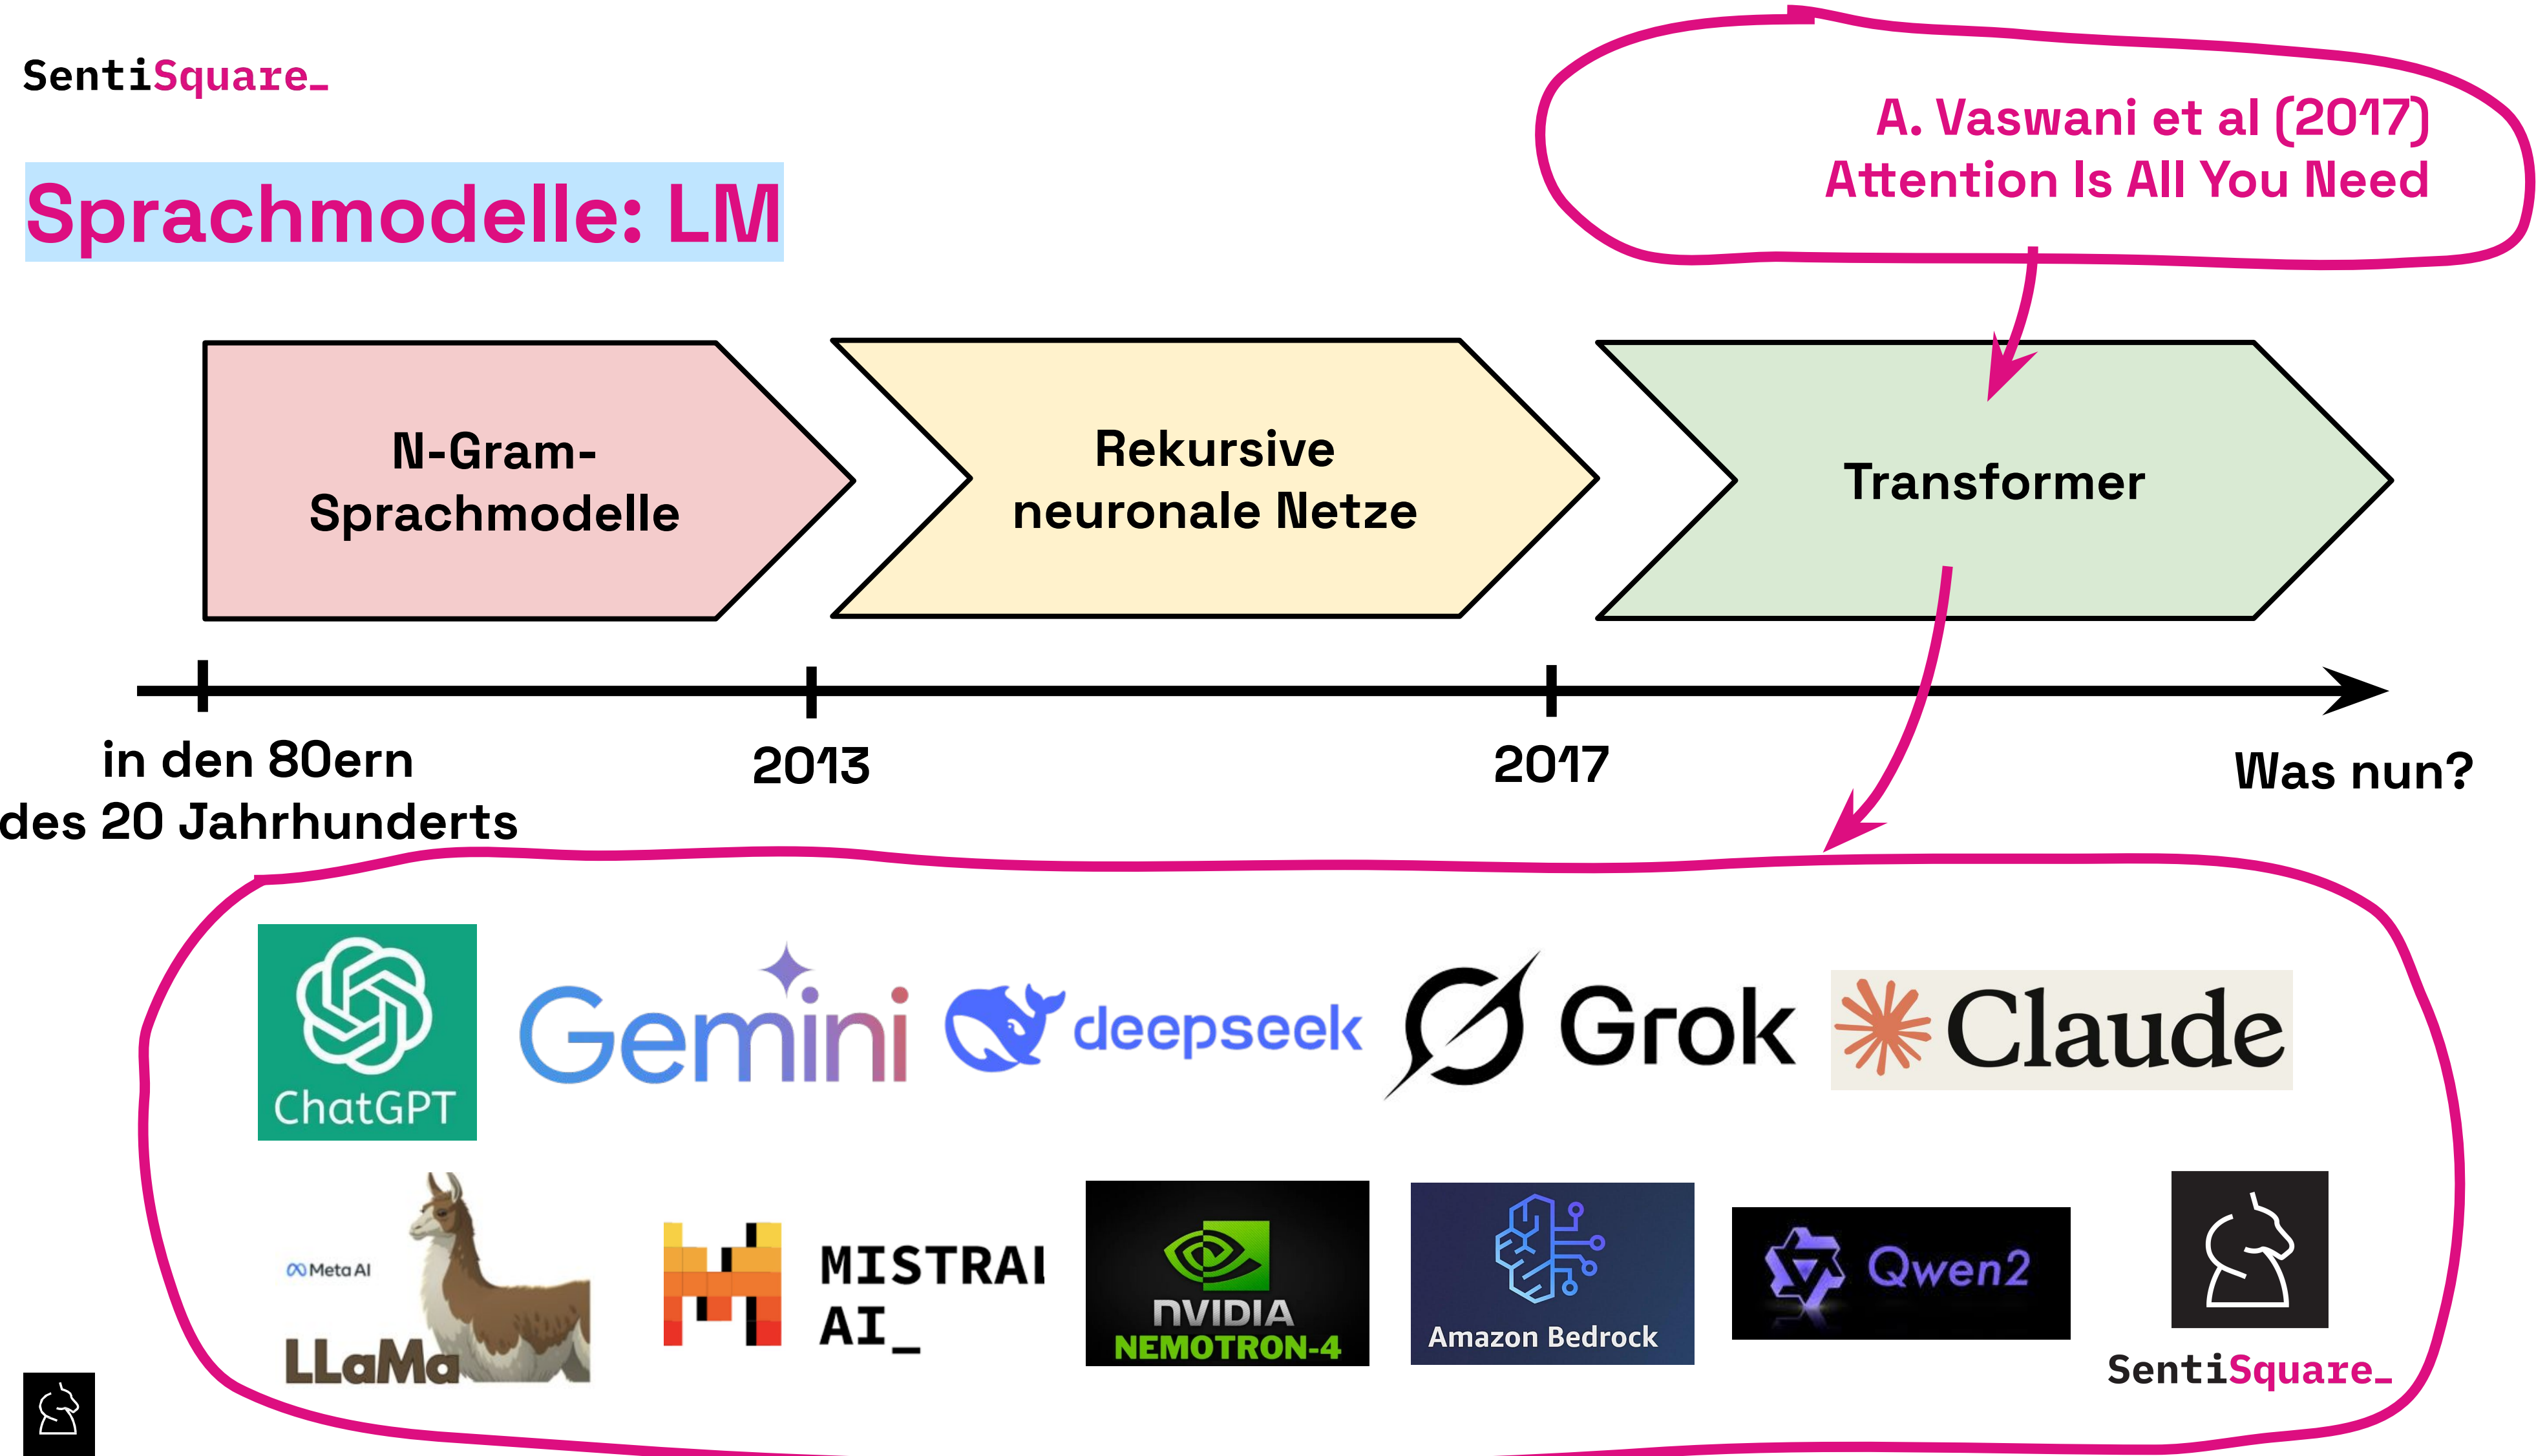 SentiSquare_
A. Vaswani et al (2017)
Attention Is All You Need
Sprachmodelle: LM
N-Gram-
Sprachmodelle
Rekursive
neuronale Netze
Transformer
in den 80ern
des 20 Jahrhunderts
2013
2017
Was nun?
ChatGPT
Gemini
deepseek
Grok
Claude
Meta AI
LLaMa
MISTRAL
AI_
NVIDIA
NEMOTRON-4
Amazon Bedrock
Qwen2
SentiSquare_